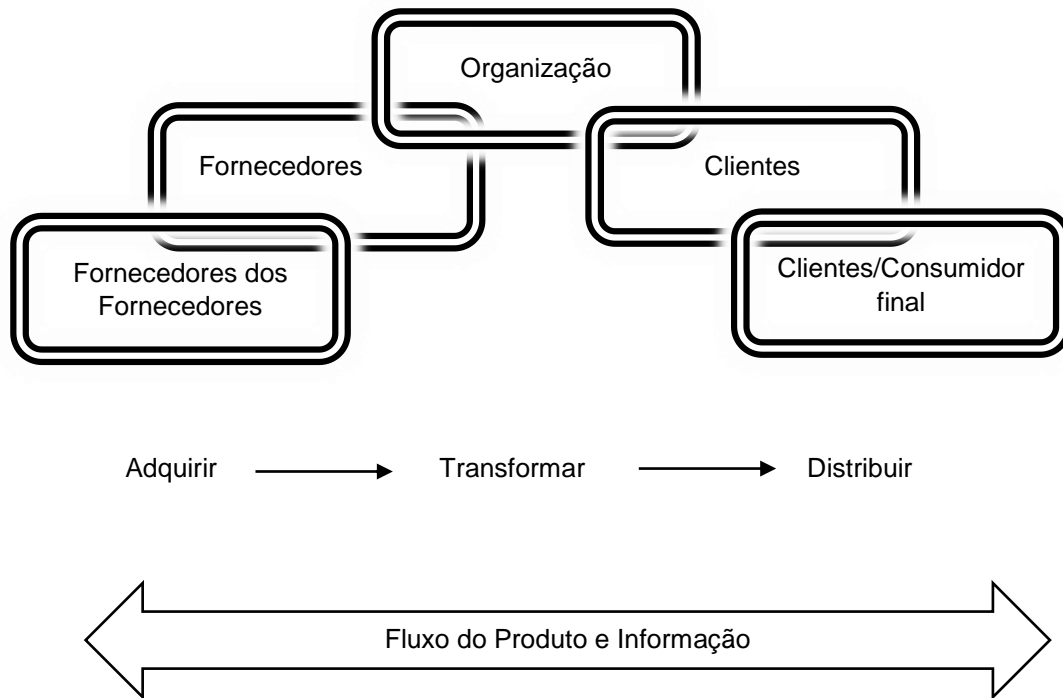 Organização
Fornecedores
Clientes
Fornecedores dos
Fornecedores
Clientes/Consumidor
final
Adquirir
Transformar
Distribuir
Fluxo do Produto e Informação